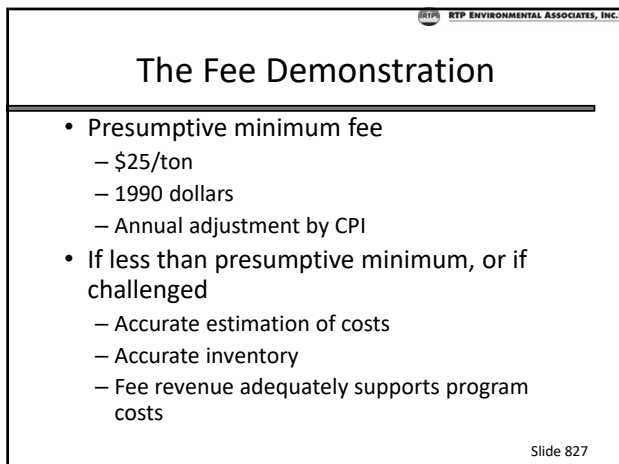 RTP RTP ENVIRONMENTAL ASSOCIATES, INC.
The Fee Demonstration
• Presumptive minimum fee
– $25/ton
– 1990 dollars
– Annual adjustment by CPI
• If less than presumptive minimum, or if
challenged
– Accurate estimation of costs
– Accurate inventory
– Fee revenue adequately supports program
costs
Slide 827